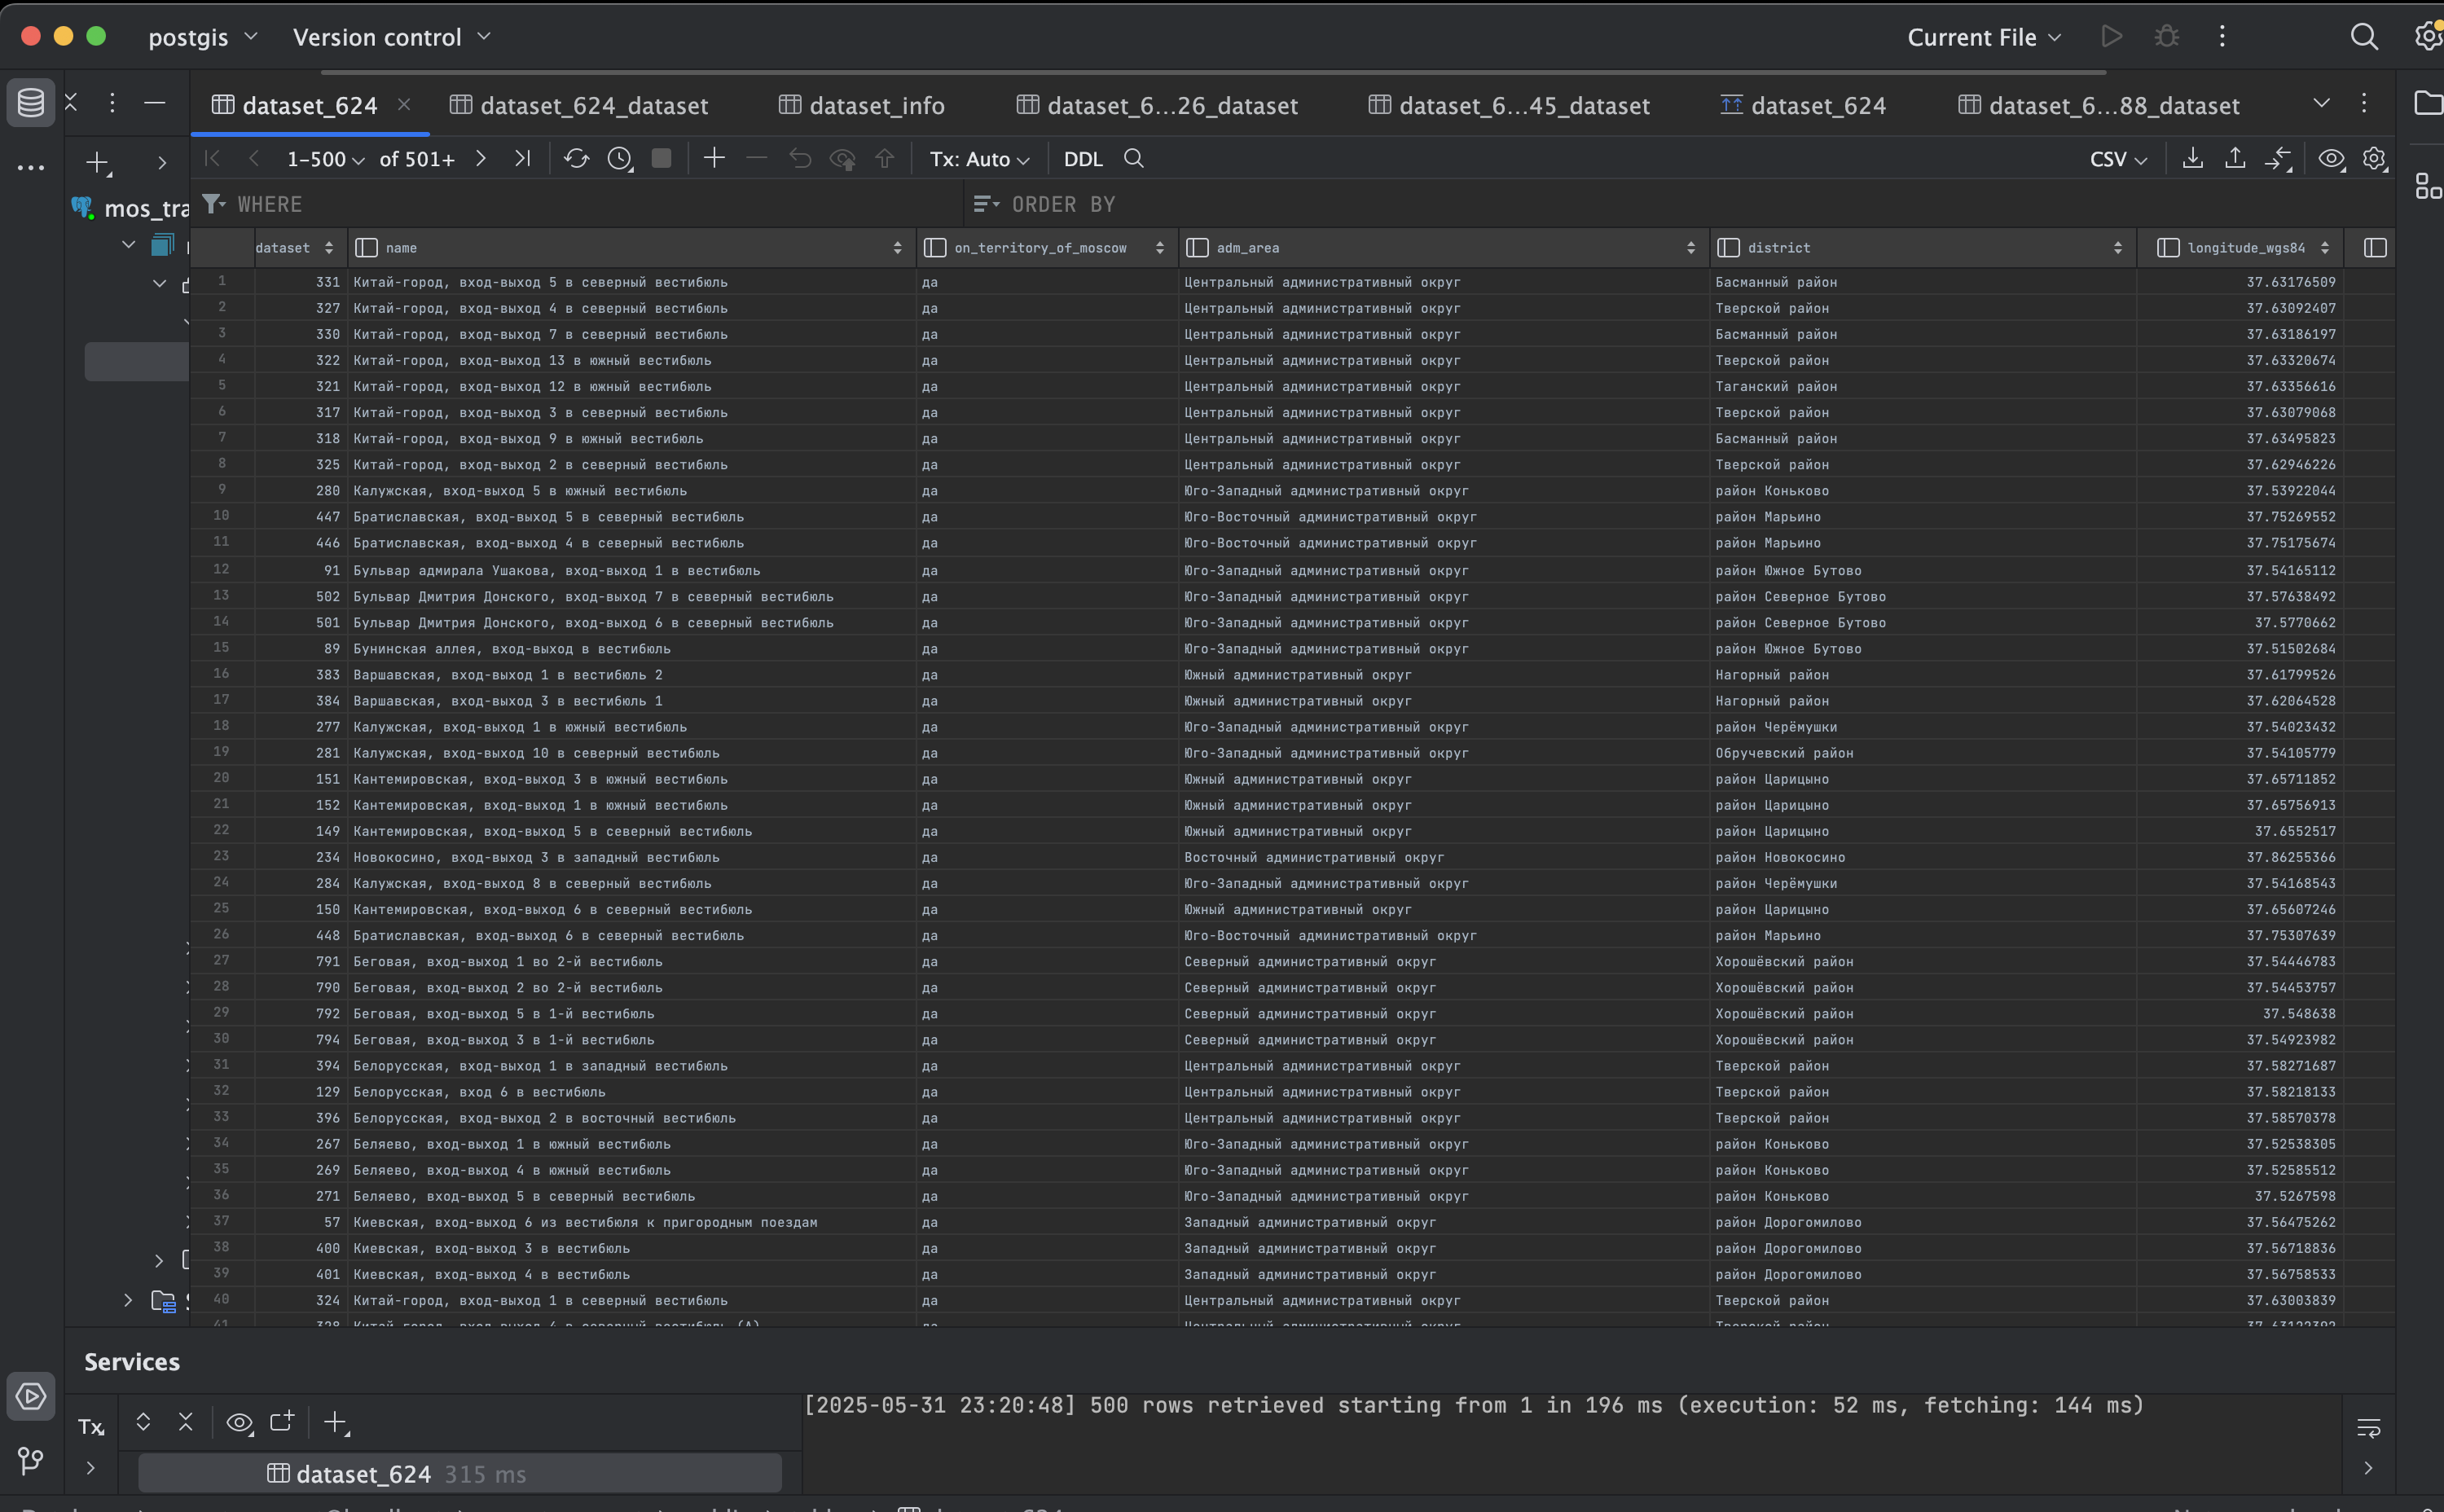 postgis Version control Current File
dataset_624 dataset_624_dataset dataset_info dataset_6...26_dataset dataset_6...45_dataset dataset_624 dataset_6...88_dataset
1-500 of 501+ Tx: Auto DDL CSV
mos_tra WHERE ORDER BY
dataset name on_territory_of_moscow adm_area district longitude_wgs84
1 331 Китай-город, вход-выход 5 в северный вестибюль да Центральный административный округ Басманный район 37.63176509
2 327 Китай-город, вход-выход 4 в северный вестибюль да Центральный административный округ Тверской район 37.63092407
3 330 Китай-город, вход-выход 7 в северный вестибюль да Центральный административный округ Басманный район 37.63186197
4 322 Китай-город, вход-выход 13 в южный вестибюль да Центральный административный округ Тверской район 37.63320674
5 321 Китай-город, вход-выход 12 в южный вестибюль да Центральный административный округ Таганский район 37.63356616
6 317 Китай-город, вход-выход 3 в северный вестибюль да Центральный административный округ Тверской район 37.63079068
7 318 Китай-город, вход-выход 9 в южный вестибюль да Центральный административный округ Басманный район 37.63495823
8 325 Китай-город, вход-выход 2 в северный вестибюль да Центральный административный округ Тверской район 37.62946226
9 280 Калужская, вход-выход 5 в южный вестибюль да Юго-Западный административный округ район Коньково 37.53922044
10 447 Братиславская, вход-выход 5 в северный вестибюль да Юго-Восточный административный округ район Марьино 37.75269552
11 446 Братиславская, вход-выход 4 в северный вестибюль да Юго-Восточный административный округ район Марьино 37.75175674
12 91 Бульвар адмирала Ушакова, вход-выход 1 в вестибюль да Юго-Западный административный округ район Южное Бутово 37.54165112
13 502 Бульвар Дмитрия Донского, вход-выход 7 в северный вестибюль да Юго-Западный административный округ район Северное Бутово 37.57638492
14 501 Бульвар Дмитрия Донского, вход-выход 6 в северный вестибюль да Юго-Западный административный округ район Северное Бутово 37.5770662
15 89 Бунинская аллея, вход-выход в вестибюль да Юго-Западный административный округ район Южное Бутово 37.51502684
16 383 Варшавская, вход-выход 1 в вестибюль 2 да Южный административный округ Нагорный район 37.61799526
17 384 Варшавская, вход-выход 3 в вестибюль 1 да Южный административный округ Нагорный район 37.62064528
18 277 Калужская, вход-выход 1 в южный вестибюль да Юго-Западный административный округ район Черёмушки 37.54023432
19 281 Калужская, вход-выход 10 в северный вестибюль да Юго-Западный административный округ Обручевский район 37.54105779
20 151 Кантемировская, вход-выход 3 в южный вестибюль да Южный административный округ район Царицыно 37.65711852
21 152 Кантемировская, вход-выход 1 в южный вестибюль да Южный административный округ район Царицыно 37.65756913
22 149 Кантемировская, вход-выход 5 в северный вестибюль да Южный административный округ район Царицыно 37.6552517
23 234 Новокосино, вход-выход 3 в западный вестибюль да Восточный административный округ район Новокосино 37.86255366
24 284 Калужская, вход-выход 8 в северный вестибюль да Юго-Западный административный округ район Черёмушки 37.54168543
25 150 Кантемировская, вход-выход 6 в северный вестибюль да Южный административный округ район Царицыно 37.65607246
26 448 Братиславская, вход-выход 6 в северный вестибюль да Юго-Восточный административный округ район Марьино 37.75307639
27 791 Беговая, вход-выход 1 во 2-й вестибюль да Северный административный округ Хорошёвский район 37.54446783
28 790 Беговая, вход-выход 2 во 2-й вестибюль да Северный административный округ Хорошёвский район 37.54453757
29 792 Беговая, вход-выход 5 в 1-й вестибюль да Северный административный округ Хорошёвский район 37.548638
30 794 Беговая, вход-выход 3 в 1-й вестибюль да Северный административный округ Хорошёвский район 37.54923982
31 394 Белорусская, вход-выход 1 в западный вестибюль да Центральный административный округ Тверской район 37.58271687
32 129 Белорусская, вход 6 в вестибюль да Центральный административный округ Тверской район 37.58218133
33 396 Белорусская, вход-выход 2 в восточный вестибюль да Центральный административный округ Тверской район 37.58570378
34 267 Беляево, вход-выход 1 в южный вестибюль да Юго-Западный административный округ район Коньково 37.52538305
35 269 Беляево, вход-выход 4 в южный вестибюль да Юго-Западный административный округ район Коньково 37.52585512
36 271 Беляево, вход-выход 5 в северный вестибюль да Юго-Западный административный округ район Коньково 37.5267598
37 57 Киевская, вход-выход 6 из вестибюля к пригородным поездам да Западный административный округ район Дорогомилово 37.56475262
38 400 Киевская, вход-выход 3 в вестибюль да Западный административный округ район Дорогомилово 37.56718836
39 401 Киевская, вход-выход 4 в вестибюль да Западный административный округ район Дорогомилово 37.56758533
40 324 Китай-город, вход-выход 1 в северный вестибюль да Центральный административный округ Тверской район 37.63003839
41 328 Китай-город, вход-выход 4 в северный вестибюль (А) да Центральный административный округ Тверской район
Services
[2025-05-31 23:20:48] 500 rows retrieved starting from 1 in 196 ms (execution: 52 ms, fetching: 144 ms)
Tx
dataset_624 315 ms